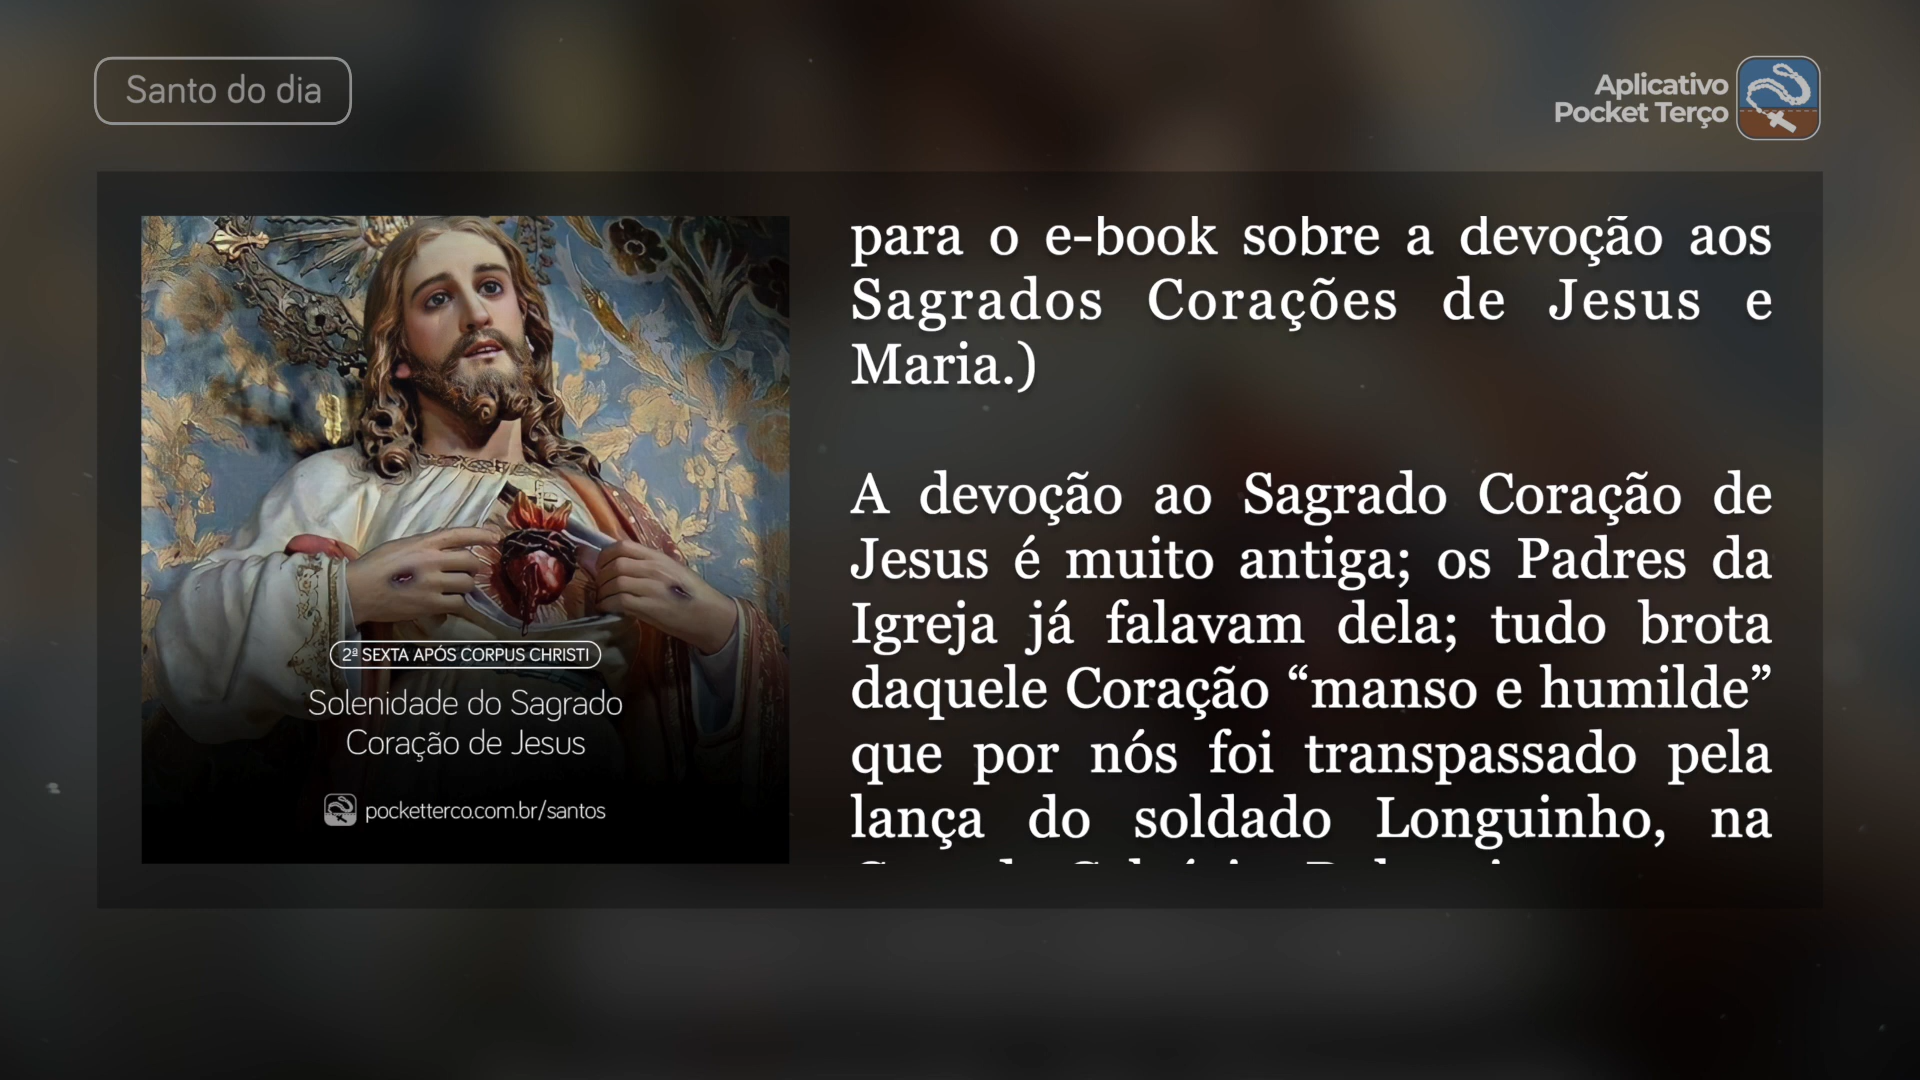 Santo do dia
Aplicativo
Pocket Terço
para o e-book sobre a devoção aos
Sagrados Corações de Jesus e
Maria.)
A devoção ao Sagrado Coração de
Jesus é muito antiga; os Padres da
Igreja já falavam dela; tudo brota
daquele Coração “manso e humilde”
que por nós foi transpassado pela
lança do soldado Longuinho, na
2ª SEXTA APÓS CORPUS CHRISTI
Solenidade do Sagrado
Coração de Jesus
pocketterco.com.br/santos